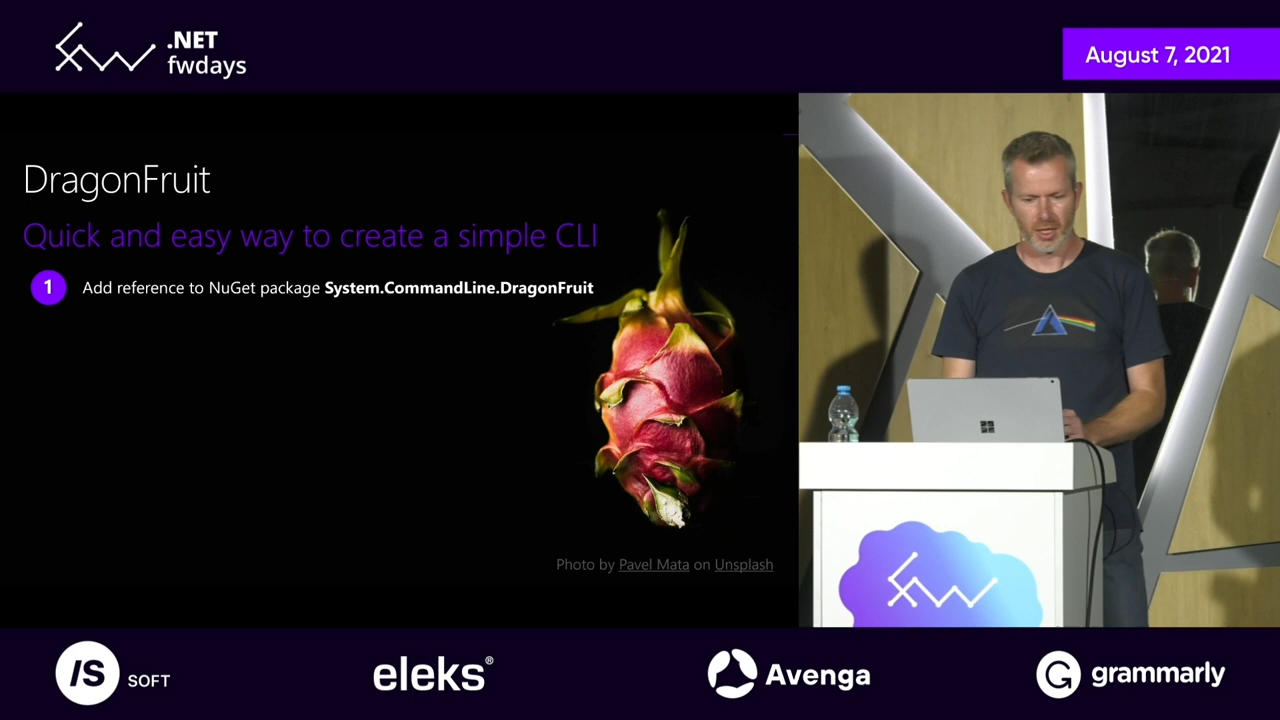 .NET
fwdays
August 7, 2021
DragonFruit
Quick and easy way to create a simple CLI
1 Add reference to NuGet package System.CommandLine.DragonFruit
Photo by Pavel Mata on Unsplash
IS SOFT
eleks®
Avenga
grammarly